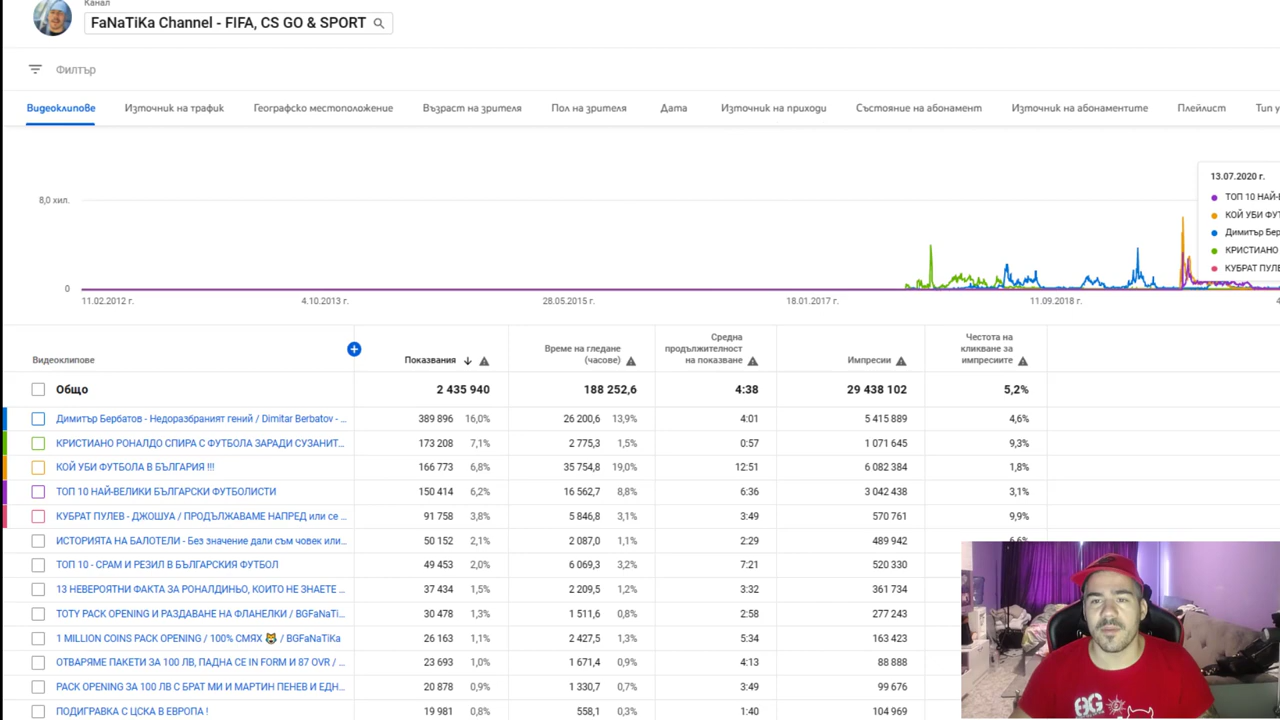 Канал
FaNaTiKa Channel - FIFA, CS GO & SPORT
Филтър
Видеоклипове Източник на трафик Географско местоположение Възраст на зрителя Пол на зрителя Дата Източник на приходи Състояние на абонамент Източник на абонаментите Плейлист Тип у
13.07.2020 г.
ТОП 10 НАЙ-
КОЙ УБИ ФУТ
Димитър Бер
КРИСТИАНО
КУБРАТ ПУЛЕ
8,0 хил.
0
11.02.2012 г. 4.10.2013 г. 28.05.2015 г. 18.01.2017 г. 11.09.2018 г. 4
Видеоклипове Показвания Време на гледане (часове) Средна продължителност на показване Импресии Честота на кликване за импресиите
Общо 2 435 940 188 252,6 4:38 29 438 102 5,2%
Димитър Бербатов - Недоразбраният гений / Dimitar Berbatov - ... 389 896 16,0% 26 200,6 13,9% 4:01 5 415 889 4,6%
КРИСТИАНО РОНАЛДО СПИРА С ФУТБОЛА ЗАРАДИ СУЗАНИТ... 173 208 7,1% 2 775,3 1,5% 0:57 1 071 645 9,3%
КОЙ УБИ ФУТБОЛА В БЪЛГАРИЯ !!! 166 773 6,8% 35 754,8 19,0% 12:51 6 082 384 1,8%
ТОП 10 НАЙ-ВЕЛИКИ БЪЛГАРСКИ ФУТБОЛИСТИ 150 414 6,2% 16 562,7 8,8% 6:36 3 042 438 3,1%
КУБРАТ ПУЛЕВ - ДЖОШУА / ПРОДЪЛЖАВАМЕ НАПРЕД или се ... 91 758 3,8% 5 846,8 3,1% 3:49 570 761 9,9%
ИСТОРИЯТА НА БАЛОТЕЛИ - Без значение дали съм човек или... 50 152 2,1% 2 087,0 1,1% 2:29 489 942 6,6%
ТОП 10 - СРАМ И РЕЗИЛ В БЪЛГАРСКИЯ ФУТБОЛ 49 453 2,0% 6 069,3 3,2% 7:21 520 330
13 НЕВЕРОЯТНИ ФАКТА ЗА РОНАЛДИНЬО, КОИТО НЕ ЗНАЕТЕ ... 37 434 1,5% 2 209,5 1,2% 3:32 361 734
TOTY PACK OPENING И РАЗДАВАНЕ НА ФЛАНЕЛКИ / BGFaNaTi... 30 478 1,3% 1 511,6 0,8% 2:58 277 243
1 MILLION COINS PACK OPENING / 100% СМЯХ 😹 / BGFaNaTiKa 26 163 1,1% 2 427,5 1,3% 5:34 163 423
ОТВАРЯМЕ ПАКЕТИ ЗА 100 ЛВ, ПАДНА СЕ IN FORM И 87 OVR / ... 23 693 1,0% 1 671,4 0,9% 4:13 88 888
PACK OPENING ЗА 100 ЛВ С БРАТ МИ И МАРТИН ПЕНЕВ И ЕДН... 20 878 0,9% 1 330,7 0,7% 3:49 99 676
ПОДИГРАВКА С ЦСКА В ЕВРОПА ! 19 981 0,8% 558,1 0,3% 1:40 104 969